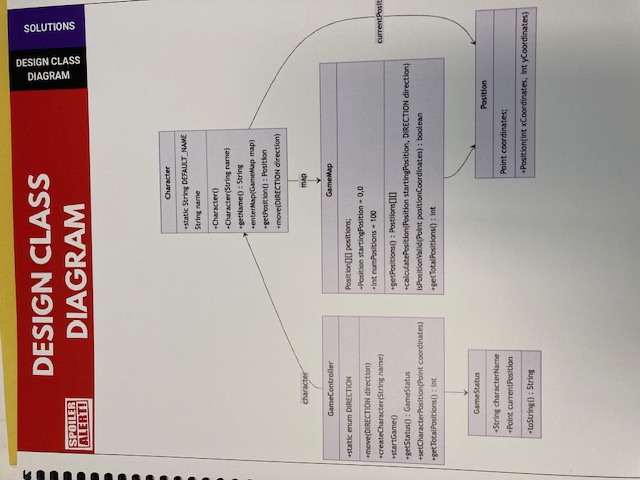 DESIGN CLASS
DIAGRAM
SPOILER
ALERT!
DESIGN CLASS
DIAGRAM
SOLUTIONS
Character
+static String DEFAULT_NAME
String name
+Character()
+Character(String name)
+getName() : String
+enterMap(GameMap map)
+getPosition() : Position
+move(DIRECTION direction)
character
map
GameController
+static enum DIRECTION
+move(DIRECTION direction)
+createCharacter(String name)
+startGame()
+getStatus() : GameStatus
+setCharacterPosition(Point coordinates)
+getTotalPositions() : int
GameMap
Position[][] positions;
+Position startingPosition = 0,0
+int numPositions = 100
+getPositions() : Postiions[][]
+calculatePosition(Position startingPosition, DIRECTION direction)
isPositionValid(Point positionCoordinates) : boolean
+getTotalPositions() : int
currentPosit
GameStatus
+String characterName
+Point currentPosition
+toString() : String
Position
Point coordinates;
+Position(int xCoordinates, int yCoordinates)